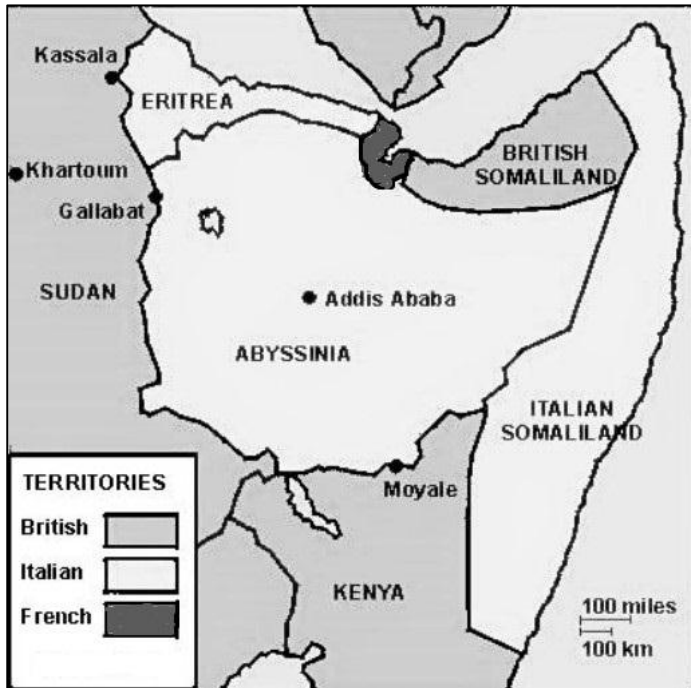 Kassala
ERITREA
Khartoum
BRITISH
SOMALILAND
Gallabat
SUDAN
Addis Ababa
ABYSSINIA
ITALIAN
SOMALILAND
Moyale
TERRITORIES
British
Italian
French
KENYA
100 miles
100 km